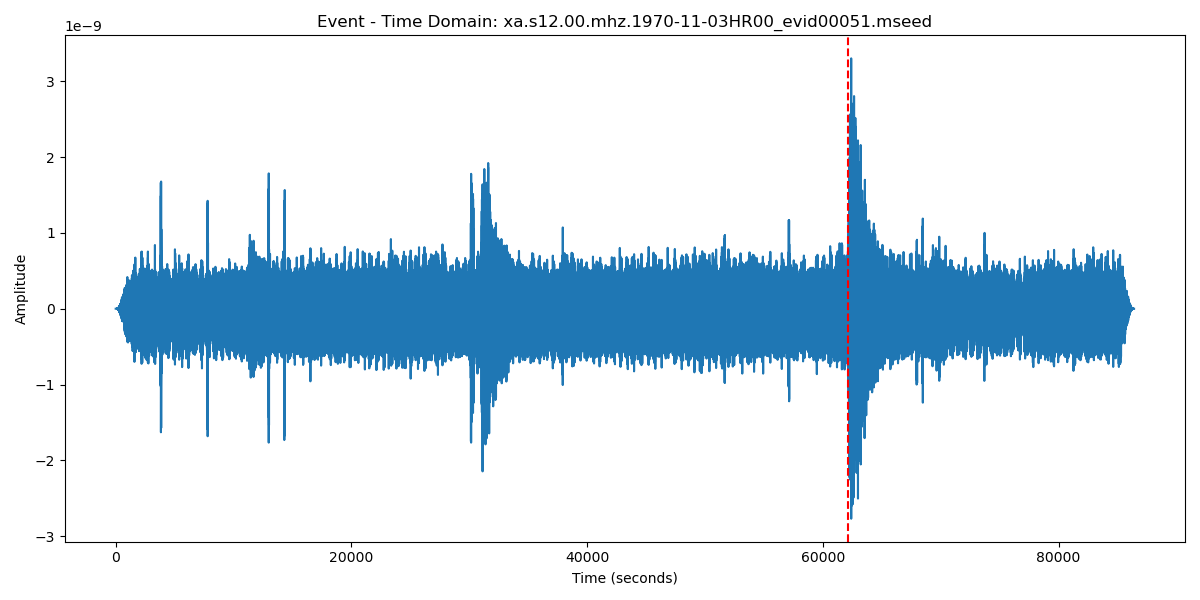 Event - Time Domain: xa.s12.00.mhz.1970-11-03HR00_evid00051.mseed
1e−9
3
2
1
0
−1
−2
−3
Amplitude
0 20000 40000 60000 80000
Time (seconds)